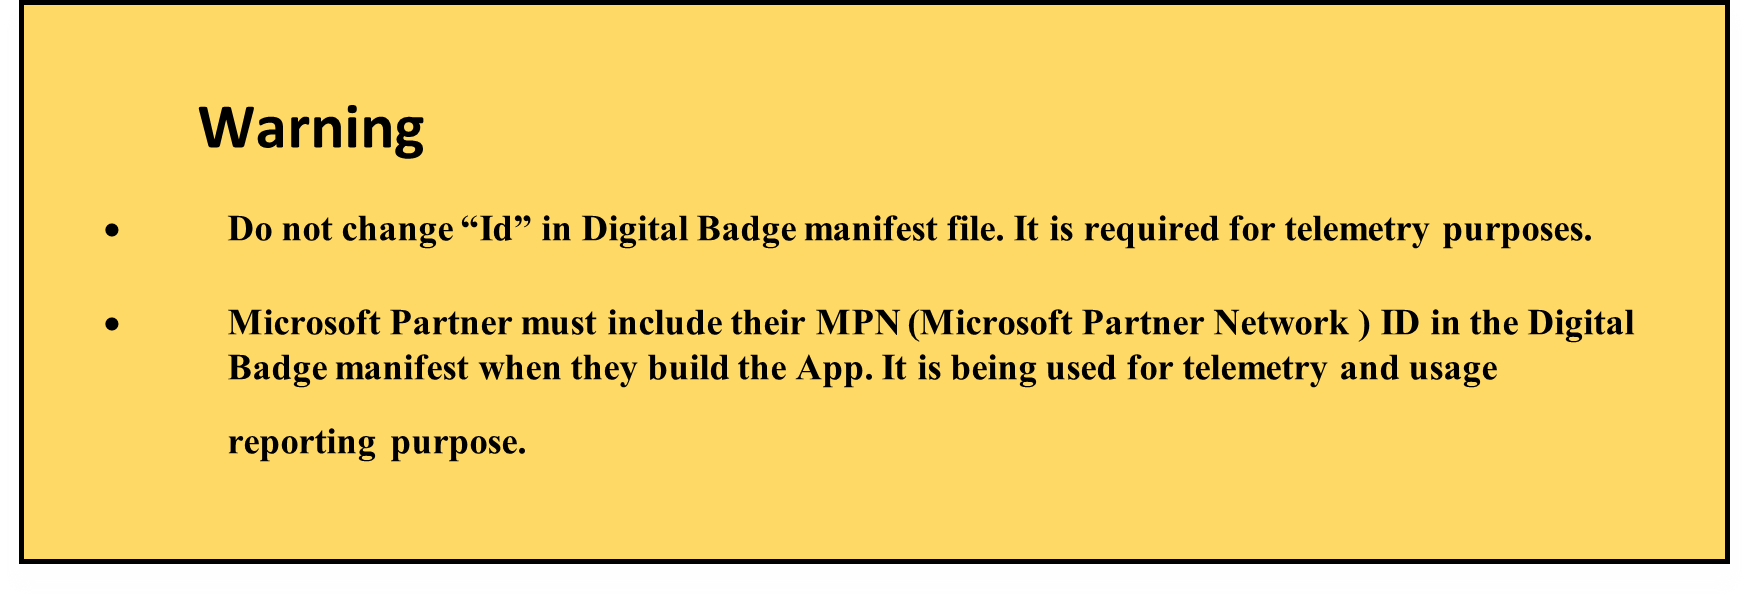 Warning
• Do not change “Id” in Digital Badge manifest file. It is required for telemetry purposes.
• Microsoft Partner must include their MPN (Microsoft Partner Network ) ID in the Digital
Badge manifest when they build the App. It is being used for telemetry and usage
reporting purpose.